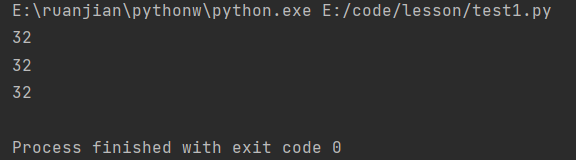 E:\ruanjian\pythonw\python.exe E:/code/lesson/test1.py
32
32
32
Process finished with exit code 0